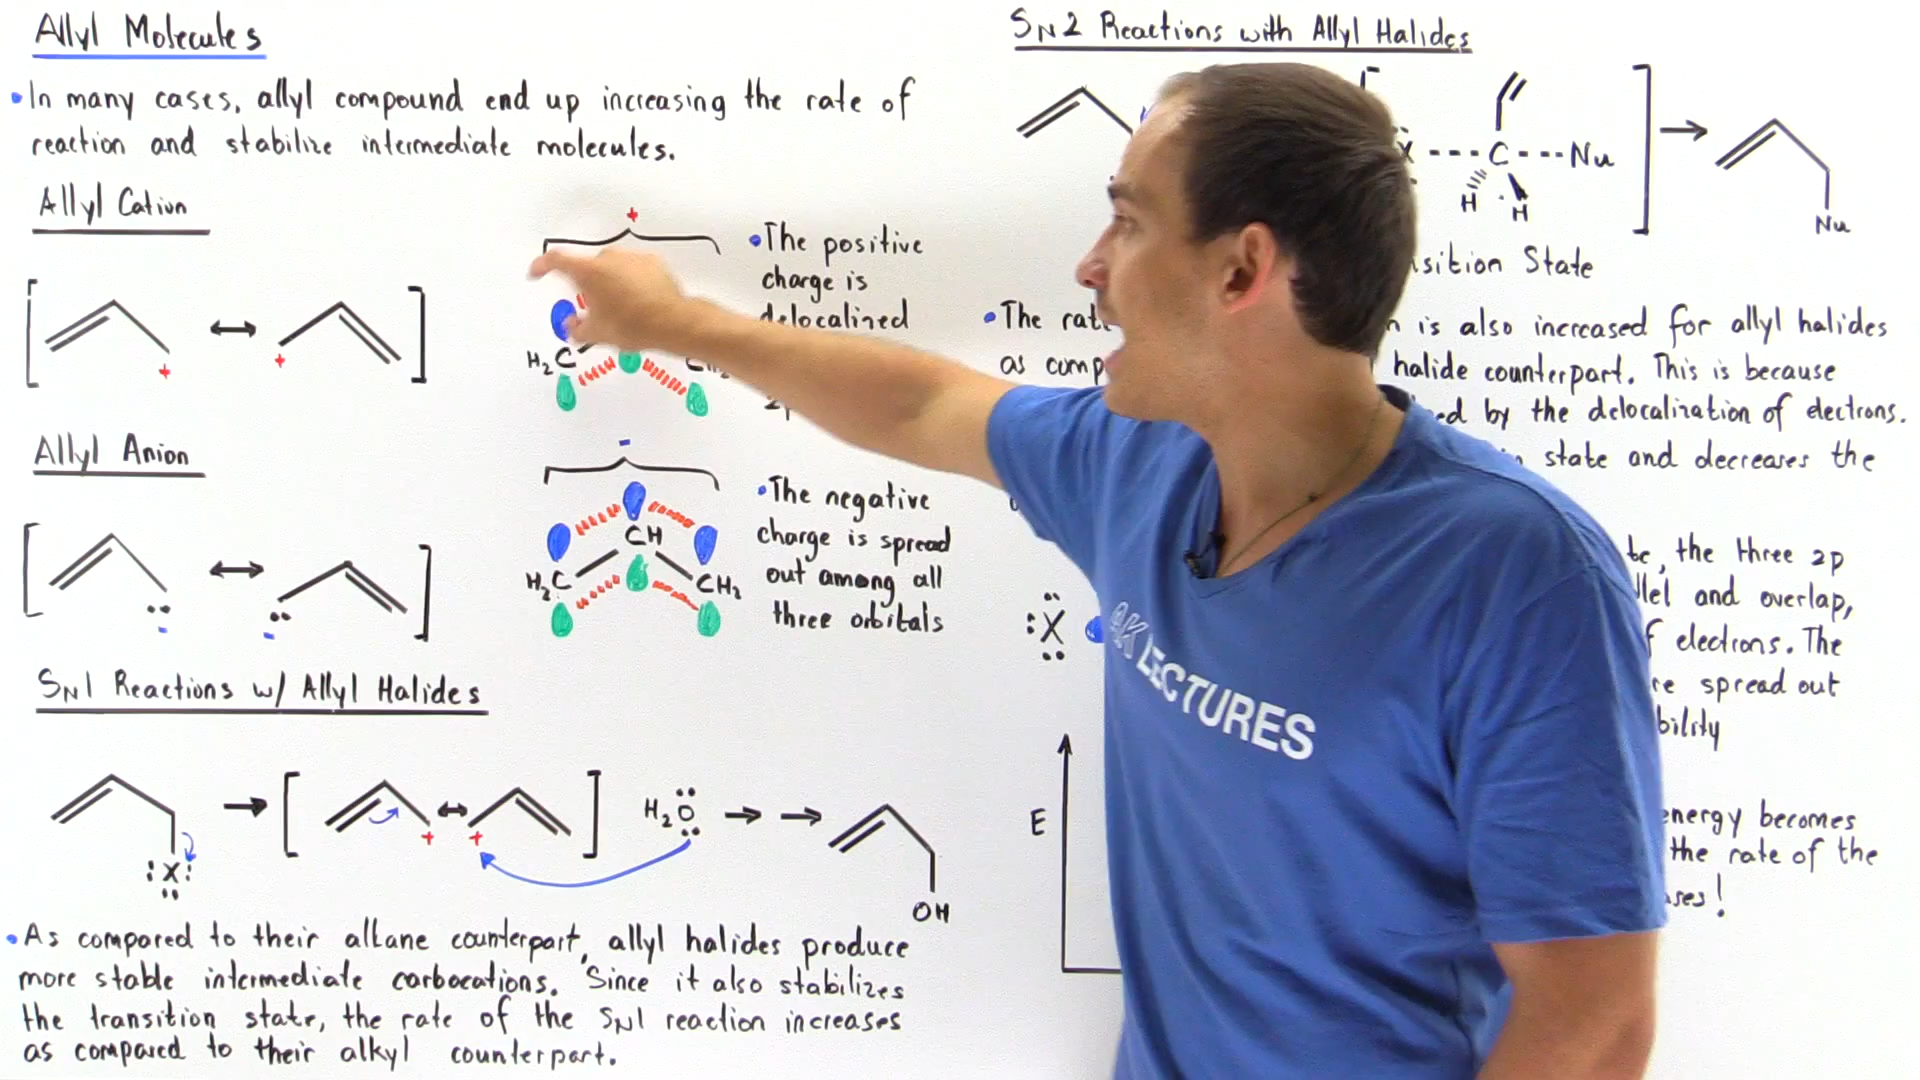 Allyl Molecules
• In many cases, allyl compound end up increasing the rate of
reaction and stabilize intermediate molecules.
Allyl Cation
+
+
+
• The positive
charge is
delocalized
H₂C
Allyl Anion
-
-
-
H₂C
CH
CH₂
• The negative
charge is spread
out among all
three orbitals
SN1 Reactions w/ Allyl Halides
:X:
+
+
H₂O
OH
• As compared to their alkane counterpart, allyl halides produce
more stable intermediate carbocations. Since it also stabilizes
the transition state, the rate of the SN1 reaction increases
as compared to their alkyl counterpart.
SN2 Reactions with Allyl Halides
X --- C --- Nu
H H
Nu
State
• The
is also increased for allyl halides
as
halide counterpart. This is because
by the delocalization of electrons.
state and decreases the
the three 2p
and overlap,
electrons. The
spread out
:X
E
energy becomes
the rate of the
AK LECTURES